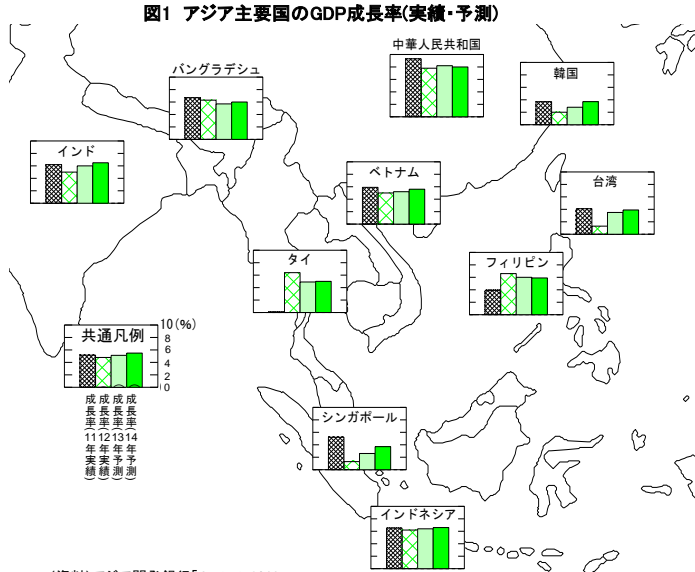 図1 アジア主要国のGDP成長率(実績・予測)
中華人民共和国
韓国
バングラデシュ
インド
ベトナム
台湾
タイ
フィリピン
共通凡例
10(%)
8
6
4
2
0
成長率(11年実績)
成長率(12年実績)
成長率(13年予測)
成長率(14年予測)
シンガポール
インドネシア